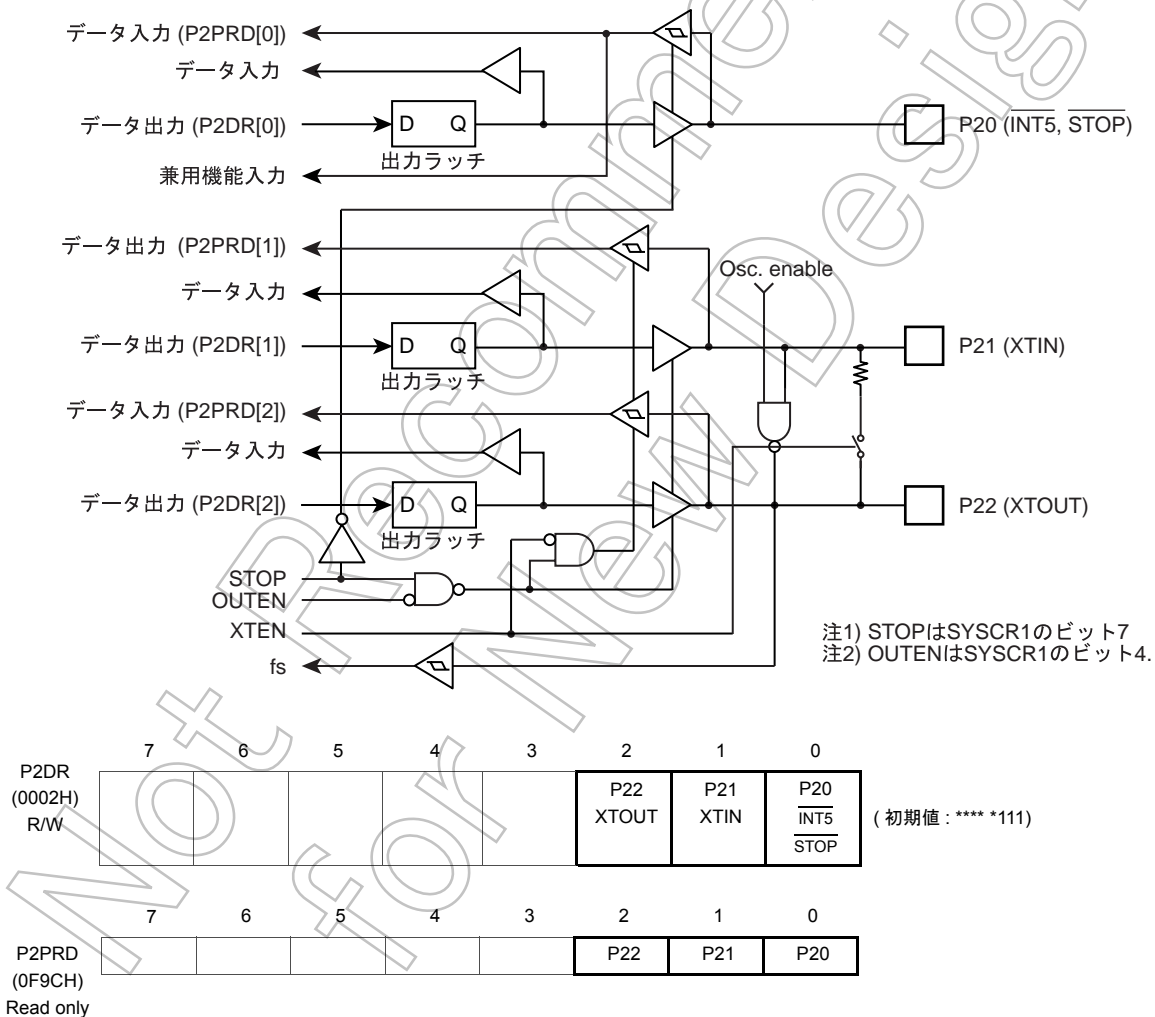 データ入力 (P2PRD[0])
データ入力
データ出力 (P2DR[0])
D Q
出力ラッチ
P20 (INT5, STOP)
兼用機能入力
データ出力 (P2PRD[1])
Osc. enable
データ入力
データ出力 (P2DR[1])
D Q
出力ラッチ
P21 (XTIN)
データ入力 (P2PRD[2])
データ入力
データ出力 (P2DR[2])
D Q
出力ラッチ
P22 (XTOUT)
STOP
OUTEN
XTEN
fs
注1) STOPはSYSCR1のビット7
注2) OUTENはSYSCR1のビット4.
7 6 5 4 3 2 1 0
P2DR
(0002H)
R/W
P22
XTOUT
P21
XTIN
P20
INT5
STOP
( 初期値 : **** *111)
7 6 5 4 3 2 1 0
P2PRD
(0F9CH)
Read only
P22 P21 P20
Not Recommended
for New Design